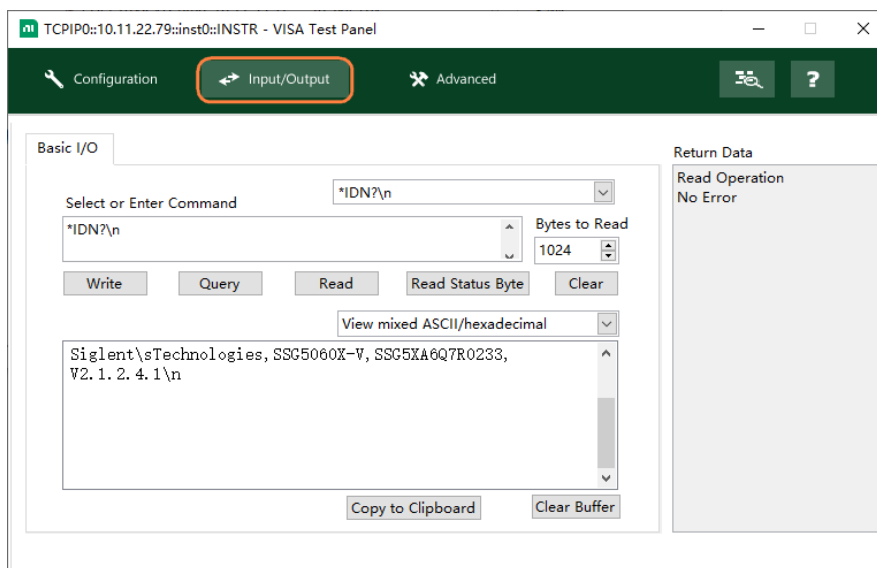 TCPIP0::10.11.22.79::inst0::INSTR - VISA Test Panel
Configuration
Input/Output
Advanced
?
Basic I/O
Return Data
Read Operation
No Error
*IDN?\n
Select or Enter Command
*IDN?\n
Bytes to Read
1024
Write
Query
Read
Read Status Byte
Clear
View mixed ASCII/hexadecimal
Siglent\sTechnologies,SSG5060X-V,SSG5XA6Q7R0233,
V2.1.2.4.1\n
Copy to Clipboard
Clear Buffer